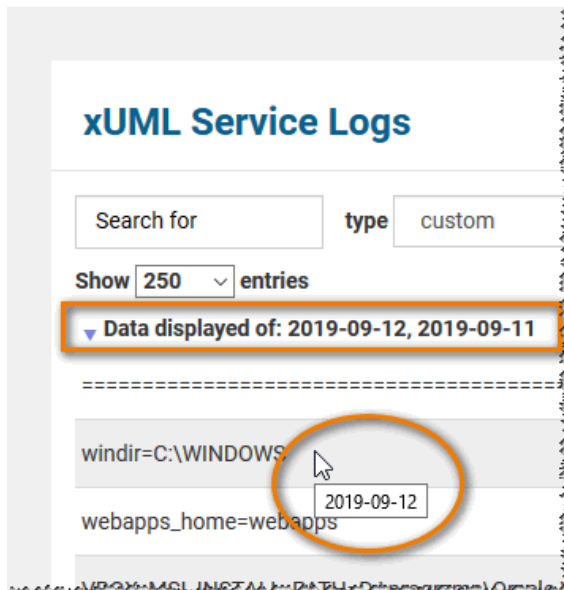 xUML Service Logs
Search for type custom
Show 250 entries
Data displayed of: 2019-09-12, 2019-09-11
==========================================
windir=C:\WINDOWS
2019-09-12
webapps_home=webapps